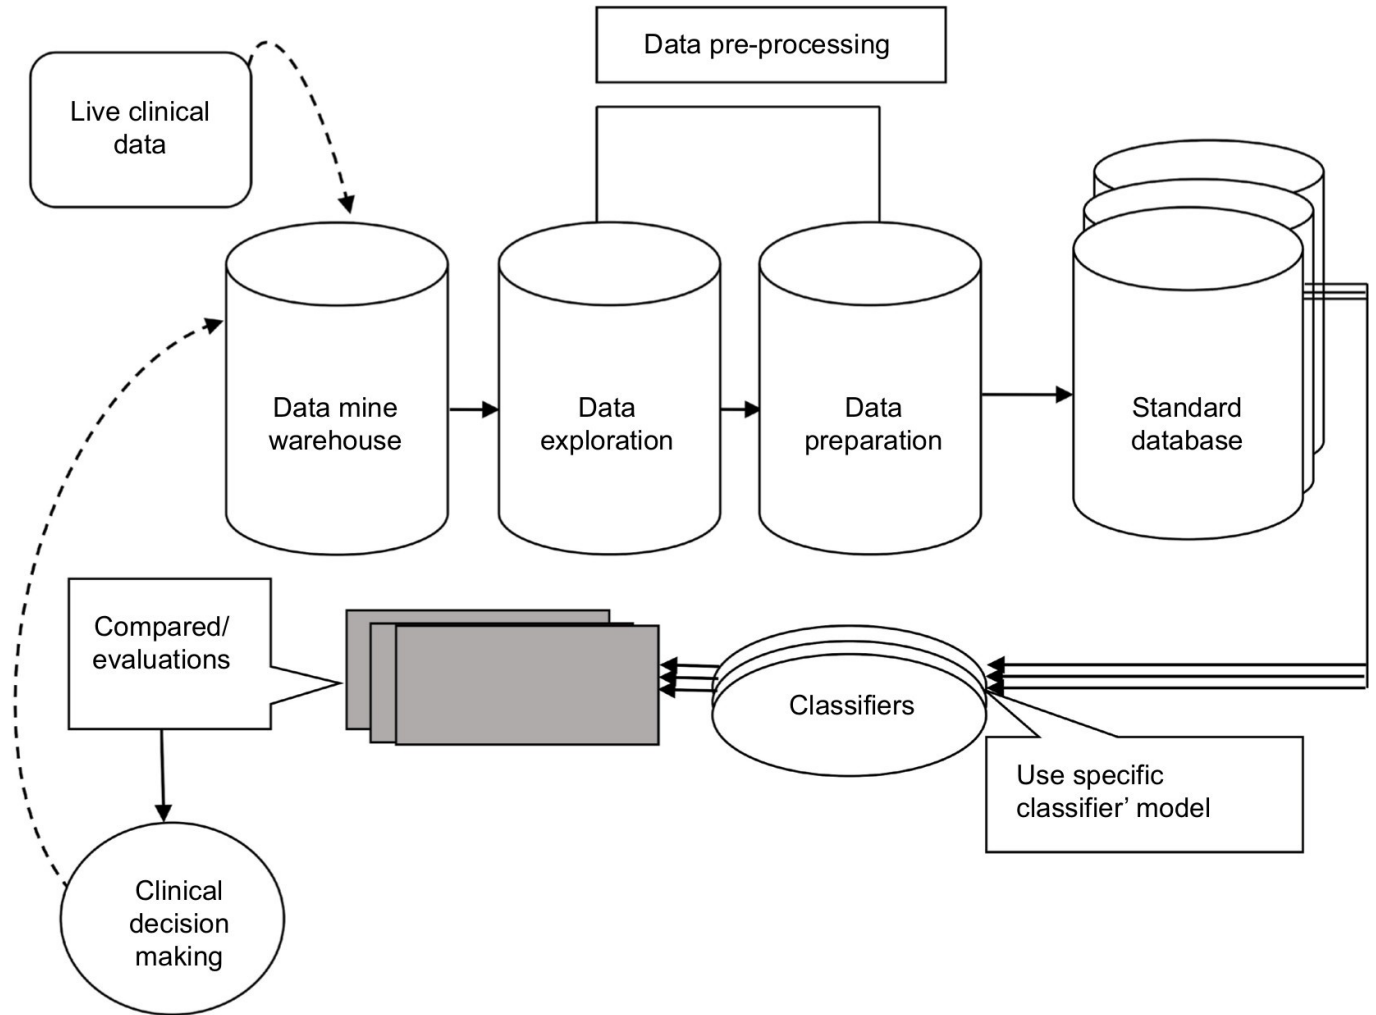 Data pre-processing
Live clinical
data
Data mine
warehouse
Data
exploration
Data
preparation
Standard
database
Compared/
evaluations
Classifiers
Use specific
classifier’ model
Clinical
decision
making